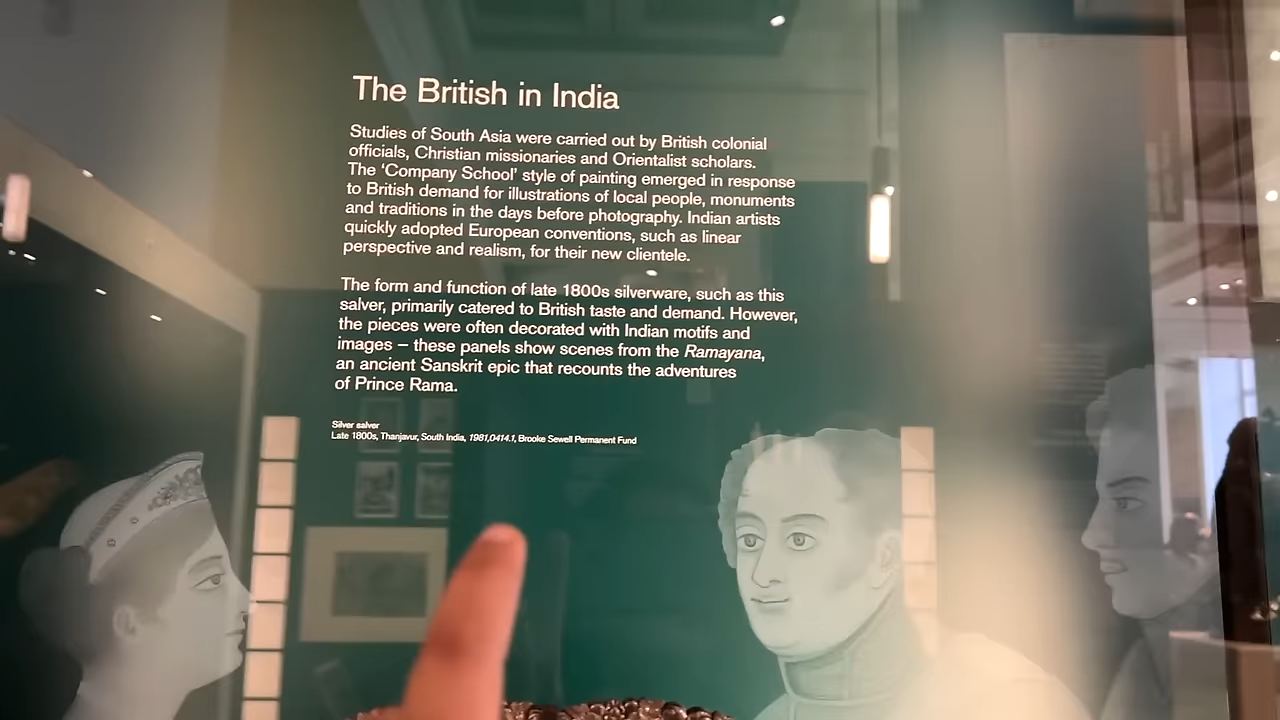 The British in India
Studies of South Asia were carried out by British colonial
officials, Christian missionaries and Orientalist scholars.
The ‘Company School’ style of painting emerged in response
to British demand for illustrations of local people, monuments
and traditions in the days before photography. Indian artists
quickly adopted European conventions, such as linear
perspective and realism, for their new clientele.
The form and function of late 1800s silverware, such as this
salver, primarily catered to British taste and demand. However,
the pieces were often decorated with Indian motifs and
images – these panels show scenes from the Ramayana,
an ancient Sanskrit epic that recounts the adventures
of Prince Rama.
Silver salver
Late 1800s, Thanjavur, South India, 1981,0414.1, Brooke Sewell Permanent Fund